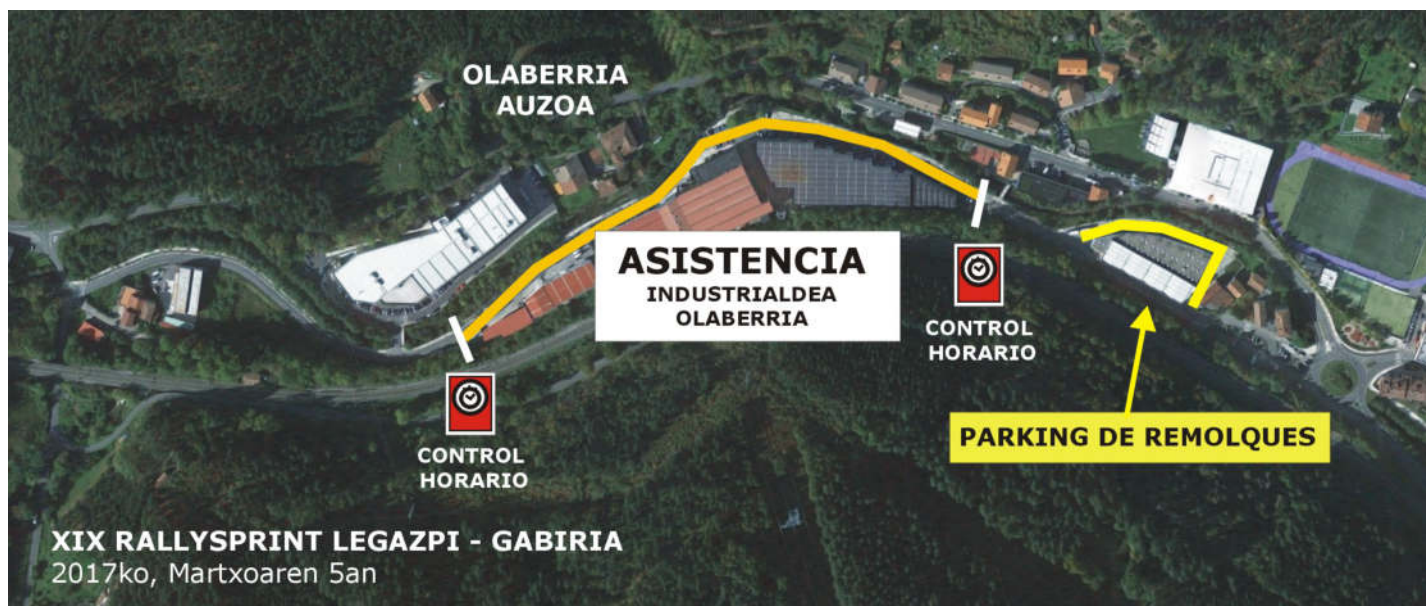 OLABERRIA
AUZOA
ASISTENCIA
INDUSTRIALDEA
OLABERRIA
CONTROL
HORARIO
CONTROL
HORARIO
PARKING DE REMOLQUES
XIX RALLYSPRINT LEGAZPI - GABIRIA
2017ko, Martxoaren 5an